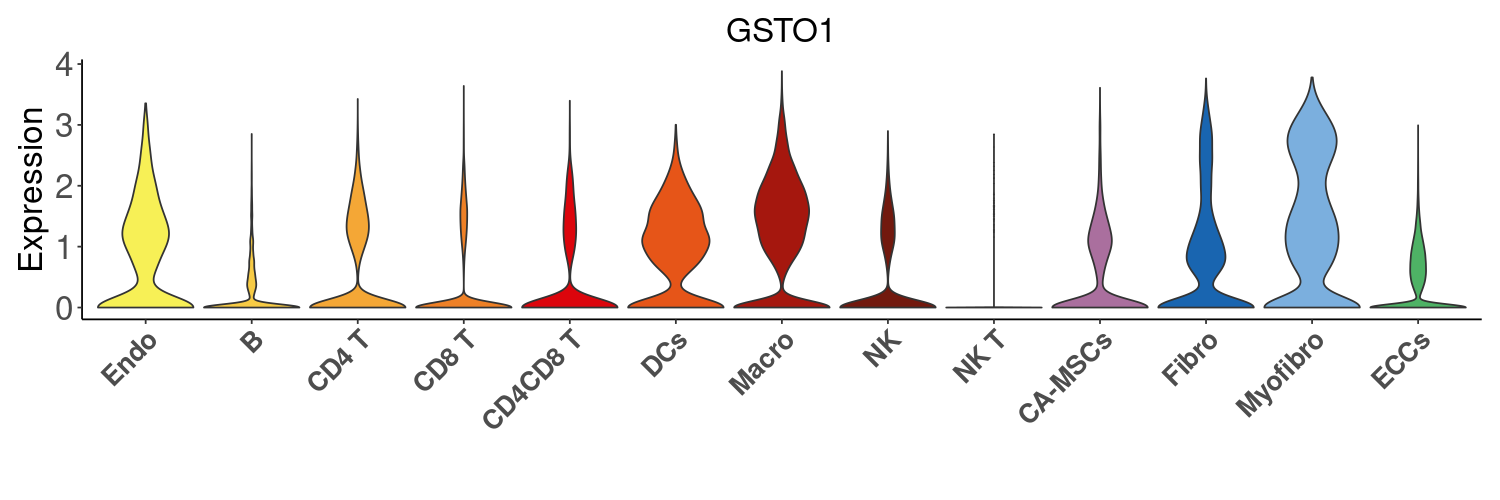 GSTO1
Expression
4
3
2
1
0
Endo
B
CD4 T
CD8 T
CD4CD8 T
DCs
Macro
NK
NK T
CA-MSCs
Fibro
Myofibro
ECCs